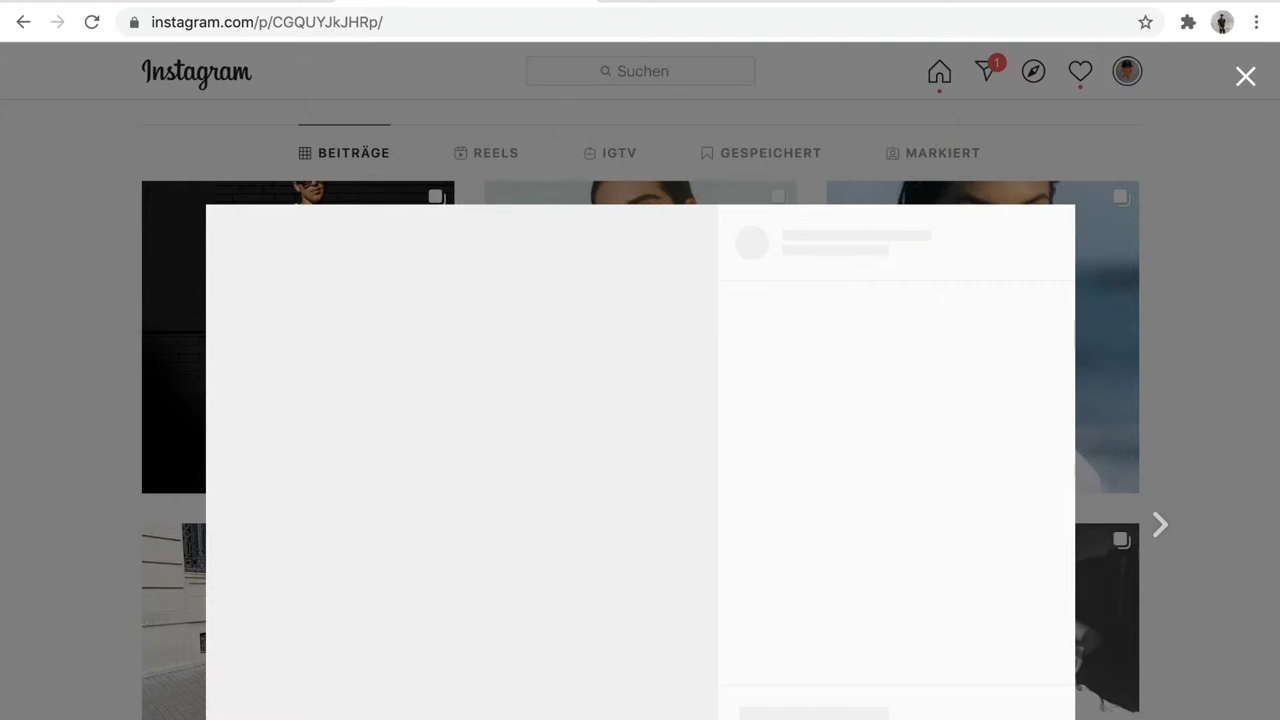 instagram.com/p/CGQUYJkJHRp/
Instagram
Suchen
1
BEITRÄGE
REELS
IGTV
GESPEICHERT
MARKIERT